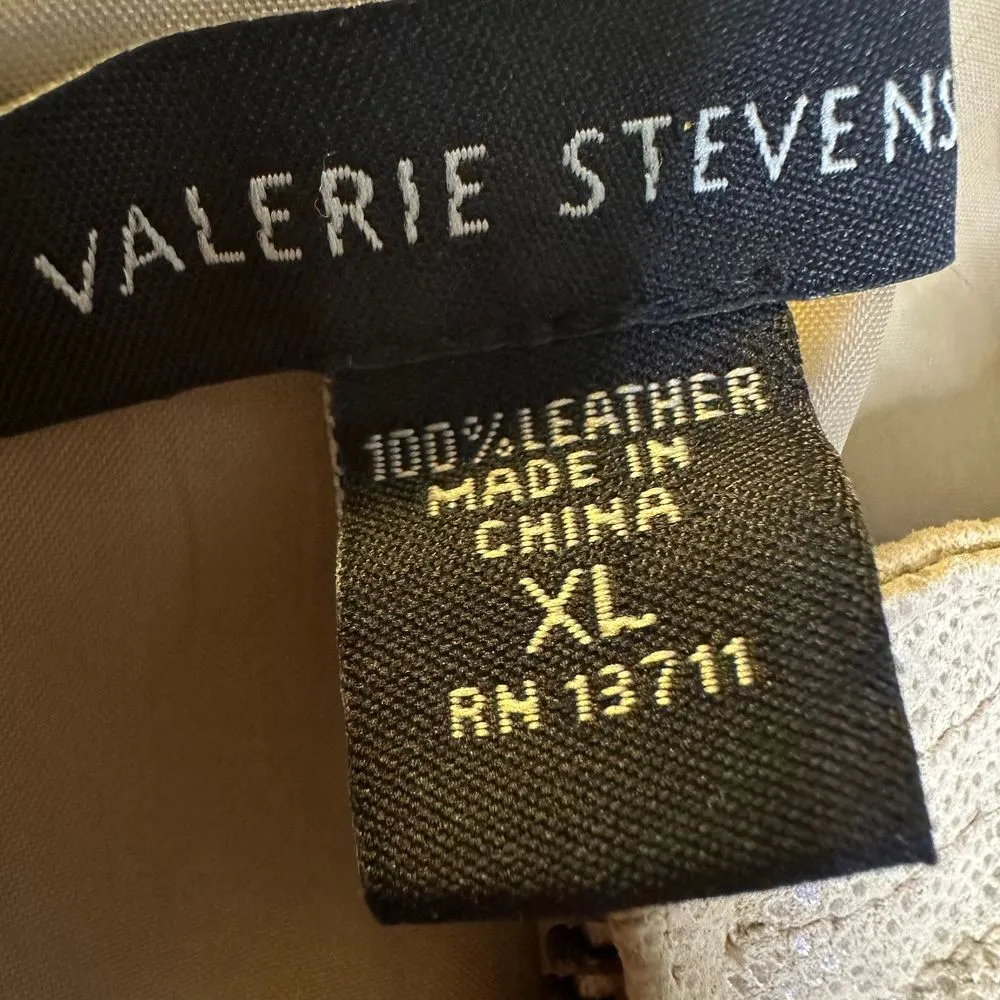 VALERIE STEVENS
100% LEATHER
MADE IN
CHINA
XL
RN 13711